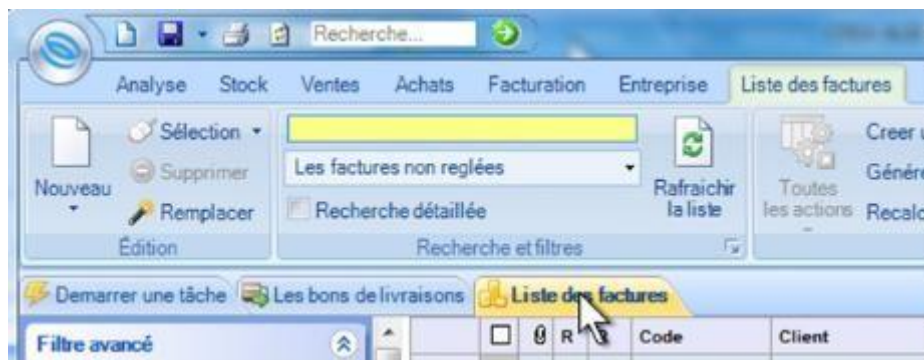 Recherche...
Analyse Stock Ventes Achats Facturation Entreprise Liste des factures
Nouveau
Sélection
Supprimer
Remplacer
Édition
Les factures non reglées
Recherche détaillée
Rafraichir
la liste
Recherche et filtres
Toutes
les actions
Creer
Génére
Recalc
Demarrer une tâche Les bons de livraisons Liste des factures
Filtre avancé
R Code Client